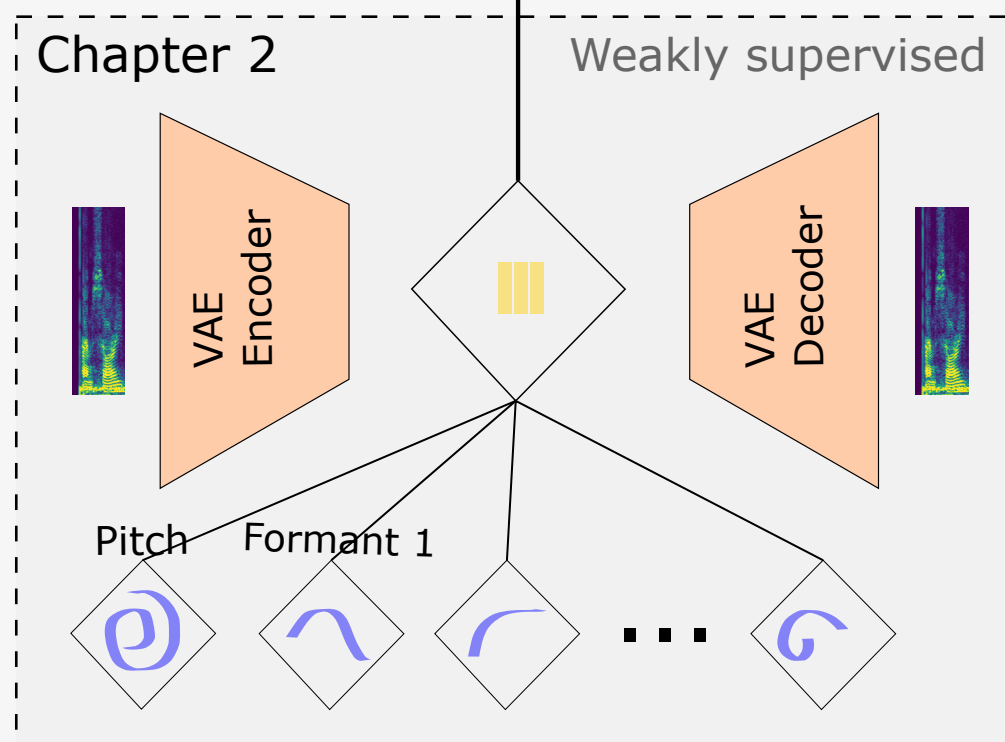 Chapter 2
Weakly supervised
VAE
Encoder
VAE
Decoder
Pitch
Formant 1